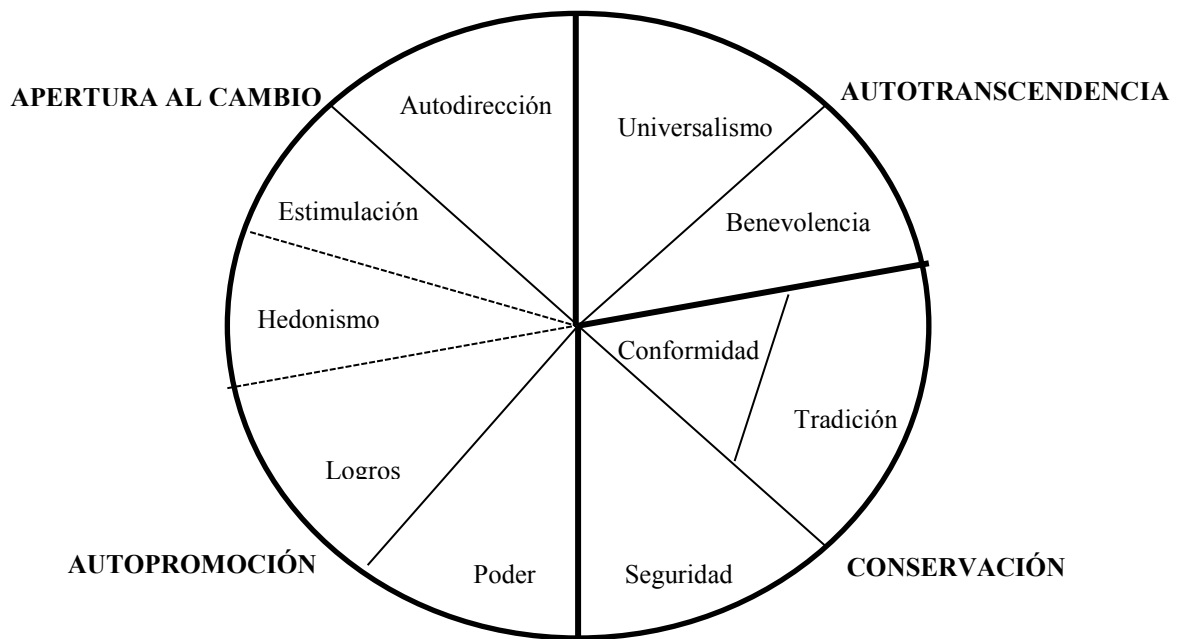 APERTURA AL CAMBIO
AUTOTRANSCENDENCIA
Autodirección
Universalismo
Estimulación
Benevolencia
Hedonismo
Conformidad
Tradición
Logros
AUTOPROMOCIÓN
Poder
Seguridad
CONSERVACIÓN